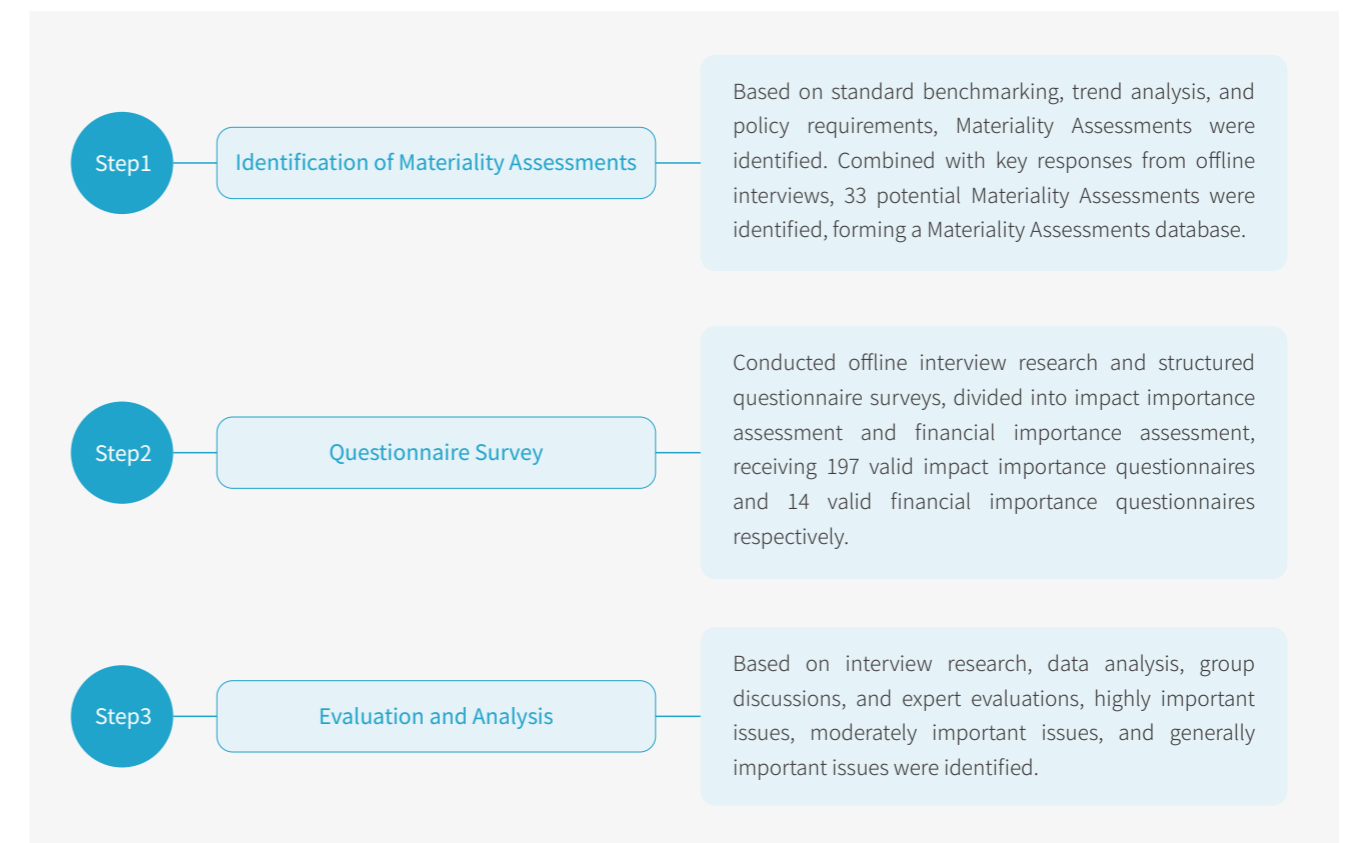 Step1
Identification of Materiality Assessments
Based on standard benchmarking, trend analysis, and
policy requirements, Materiality Assessments were
identified. Combined with key responses from offline
interviews, 33 potential Materiality Assessments were
identified, forming a Materiality Assessments database.
Step2
Questionnaire Survey
Conducted offline interview research and structured
questionnaire surveys, divided into impact importance
assessment and financial importance assessment,
receiving 197 valid impact importance questionnaires
and 14 valid financial importance questionnaires
respectively.
Step3
Evaluation and Analysis
Based on interview research, data analysis, group
discussions, and expert evaluations, highly important
issues, moderately important issues, and generally
important issues were identified.